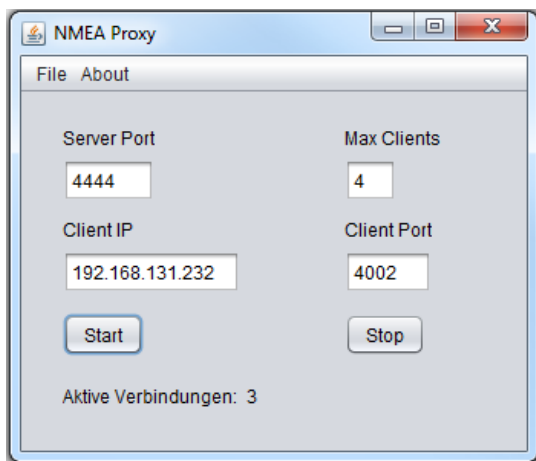 NMEA Proxy
File About
Server Port Max Clients
4444 4
Client IP Client Port
192.168.131.232 4002
Start Stop
Aktive Verbindungen: 3